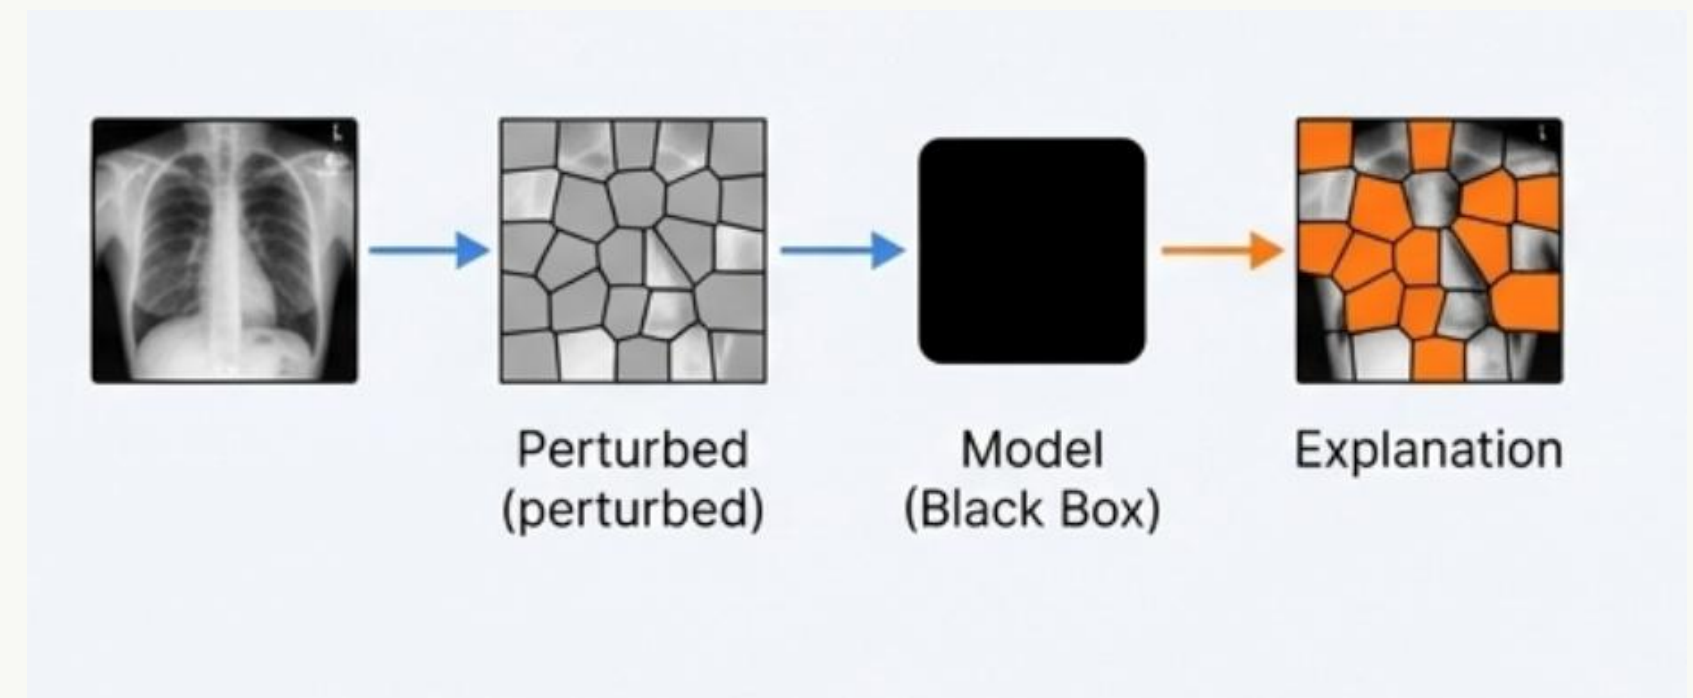 L
Perturbed
(perturbed)
Model
(Black Box)
Explanation